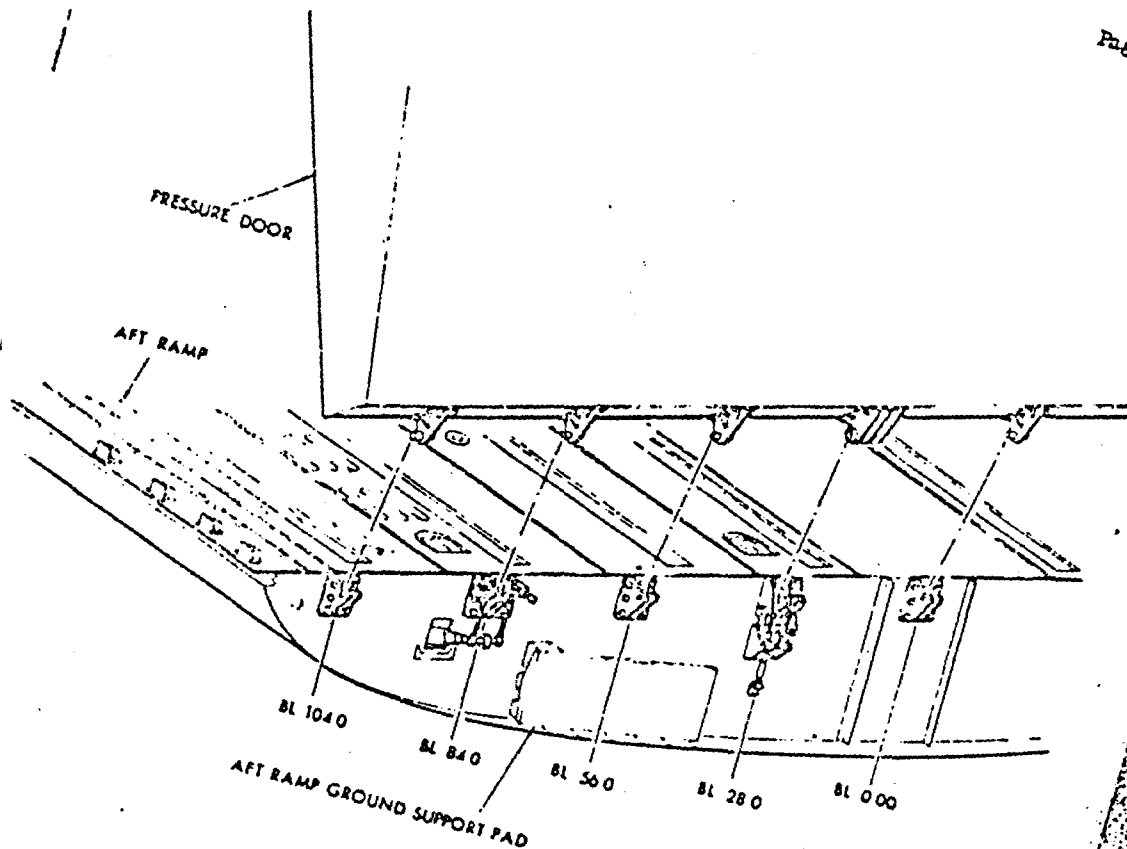 PRESSURE DOOR
AFT RAMP
BL 104 0
BL 84 0
BL 56 0
BL 28 0
BL 0 00
AFT RAMP GROUND SUPPORT PAD